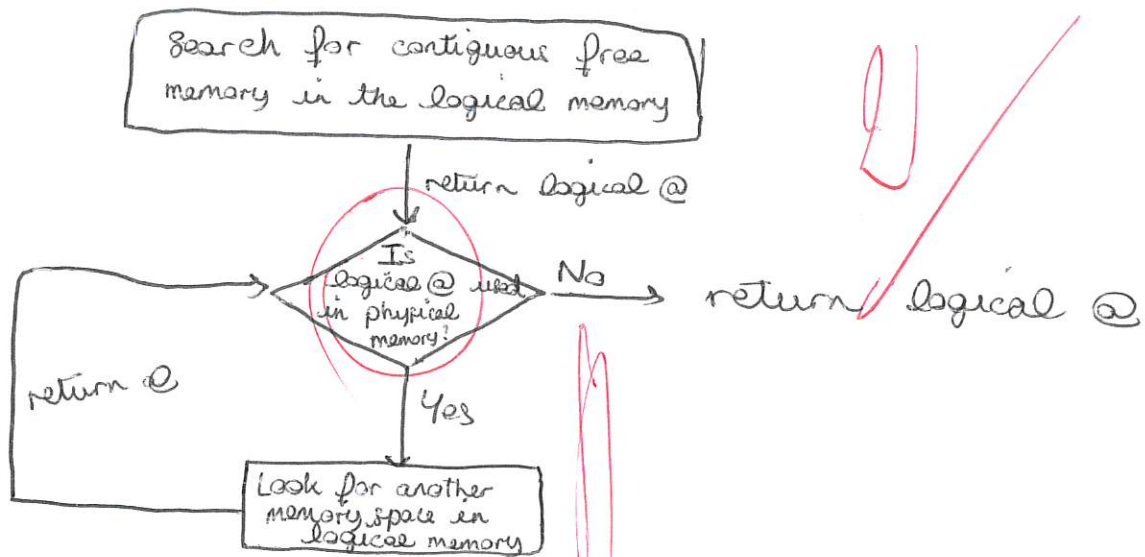 Search for contiguous free
memory in the logical memory
return logical @
Is
logical @ used
in physical
memory?
No
return logical @
return @
Yes
Look for another
memory space in
logical memory